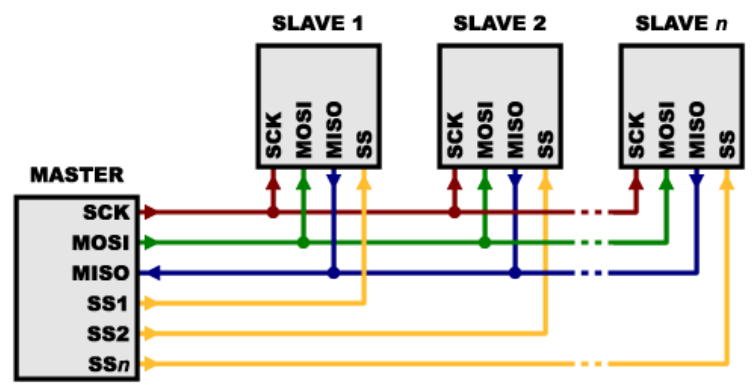 SLAVE 1 SLAVE 2 SLAVE n
SCK MOSI MISO SS SCK MOSI MISO SS SCK MOSI MISO SS
MASTER
SCK
MOSI
MISO
SS1
SS2
SSn